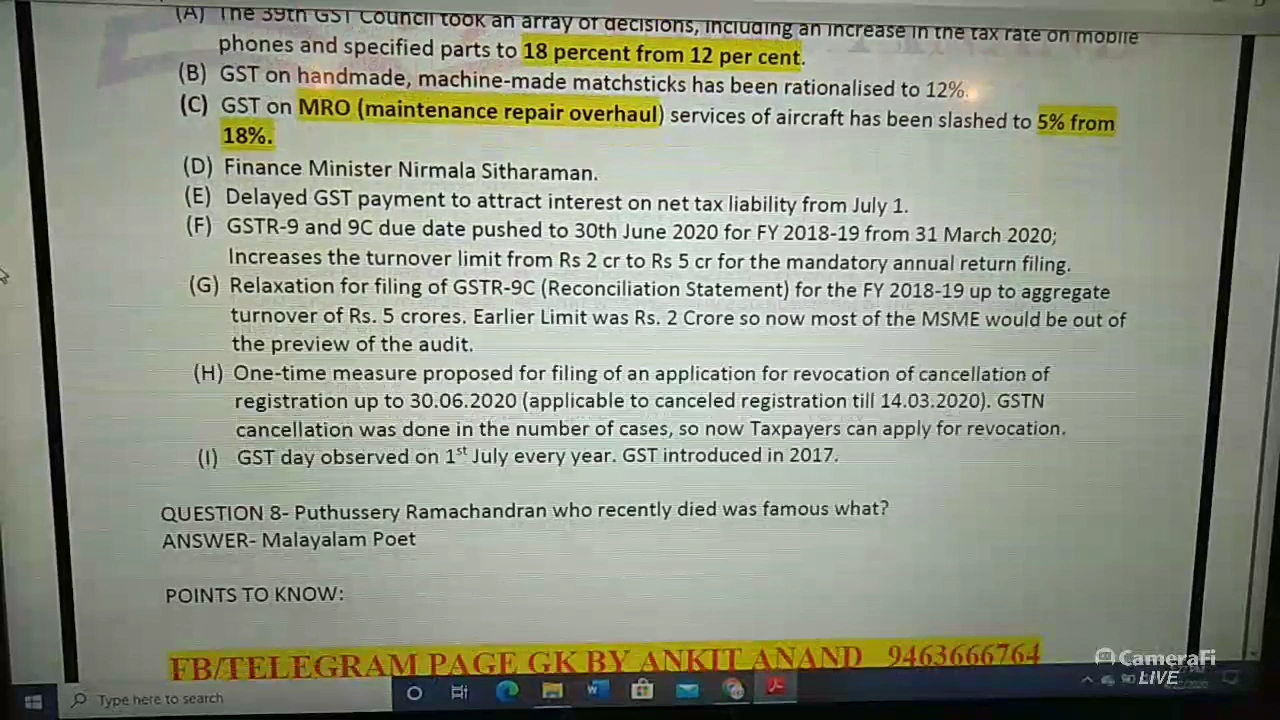 (A) The 39th GST Council took an array of decisions, including an increase in the tax rate on mobile
phones and specified parts to 18 percent from 12 per cent.
(B) GST on handmade, machine-made matchsticks has been rationalised to 12%.
(C) GST on MRO (maintenance repair overhaul) services of aircraft has been slashed to 5% from
18%.
(D) Finance Minister Nirmala Sitharaman.
(E) Delayed GST payment to attract interest on net tax liability from July 1.
(F) GSTR-9 and 9C due date pushed to 30th June 2020 for FY 2018-19 from 31 March 2020;
Increases the turnover limit from Rs 2 cr to Rs 5 cr for the mandatory annual return filing.
(G) Relaxation for filing of GSTR-9C (Reconciliation Statement) for the FY 2018-19 up to aggregate
turnover of Rs. 5 crores. Earlier Limit was Rs. 2 Crore so now most of the MSME would be out of
the preview of the audit.
(H) One-time measure proposed for filing of an application for revocation of cancellation of
registration up to 30.06.2020 (applicable to canceled registration till 14.03.2020). GSTN
cancellation was done in the number of cases, so now Taxpayers can apply for revocation.
(I) GST day observed on 1st July every year. GST introduced in 2017.
QUESTION 8- Puthussery Ramachandran who recently died was famous what?
ANSWER- Malayalam Poet
POINTS TO KNOW:
FB/TELEGRAM PAGE GK BY ANKIT ANAND 9463666764
CameraFi
LIVE
Type here to search